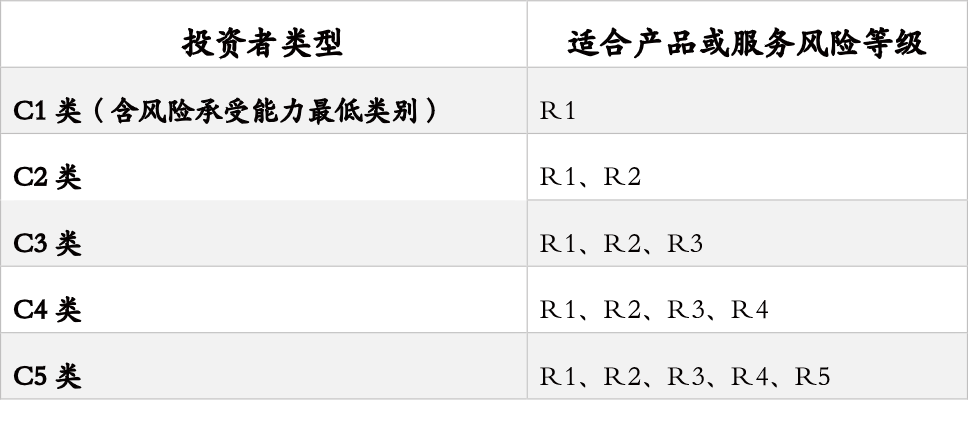 投资者类型 适合产品或服务风险等级
C1 类（含风险承受能力最低类别） R1
C2 类 R1、R2
C3 类 R1、R2、R3
C4 类 R1、R2、R3、R4
C5 类 R1、R2、R3、R4、R5